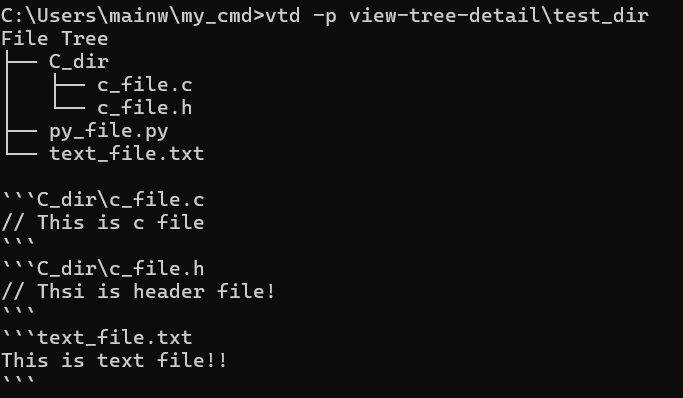 C:\Users\mainw\my_cmd>vtd -p view-tree-detail\test_dir
File Tree
├── C_dir
│   ├── c_file.c
│   └── c_file.h
├── py_file.py
└── text_file.txt

```C_dir\c_file.c
// This is c file
```
```C_dir\c_file.h
// Thsi is header file!
```
```text_file.txt
This is text file!!
```